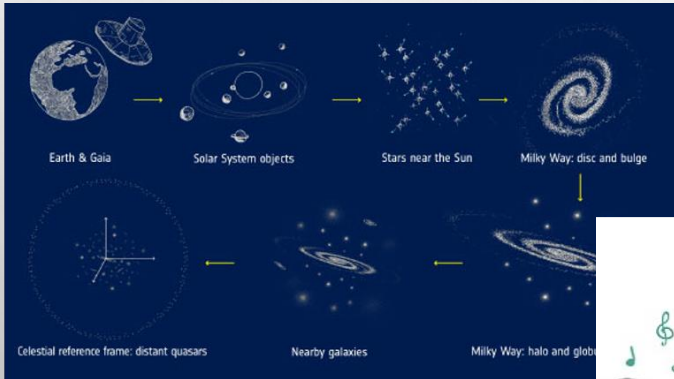 Earth & Gaia
Solar System objects
Stars near the Sun
Milky Way: disc and bulge
Celestial reference frame: distant quasars
Nearby galaxies
Milky Way: halo and